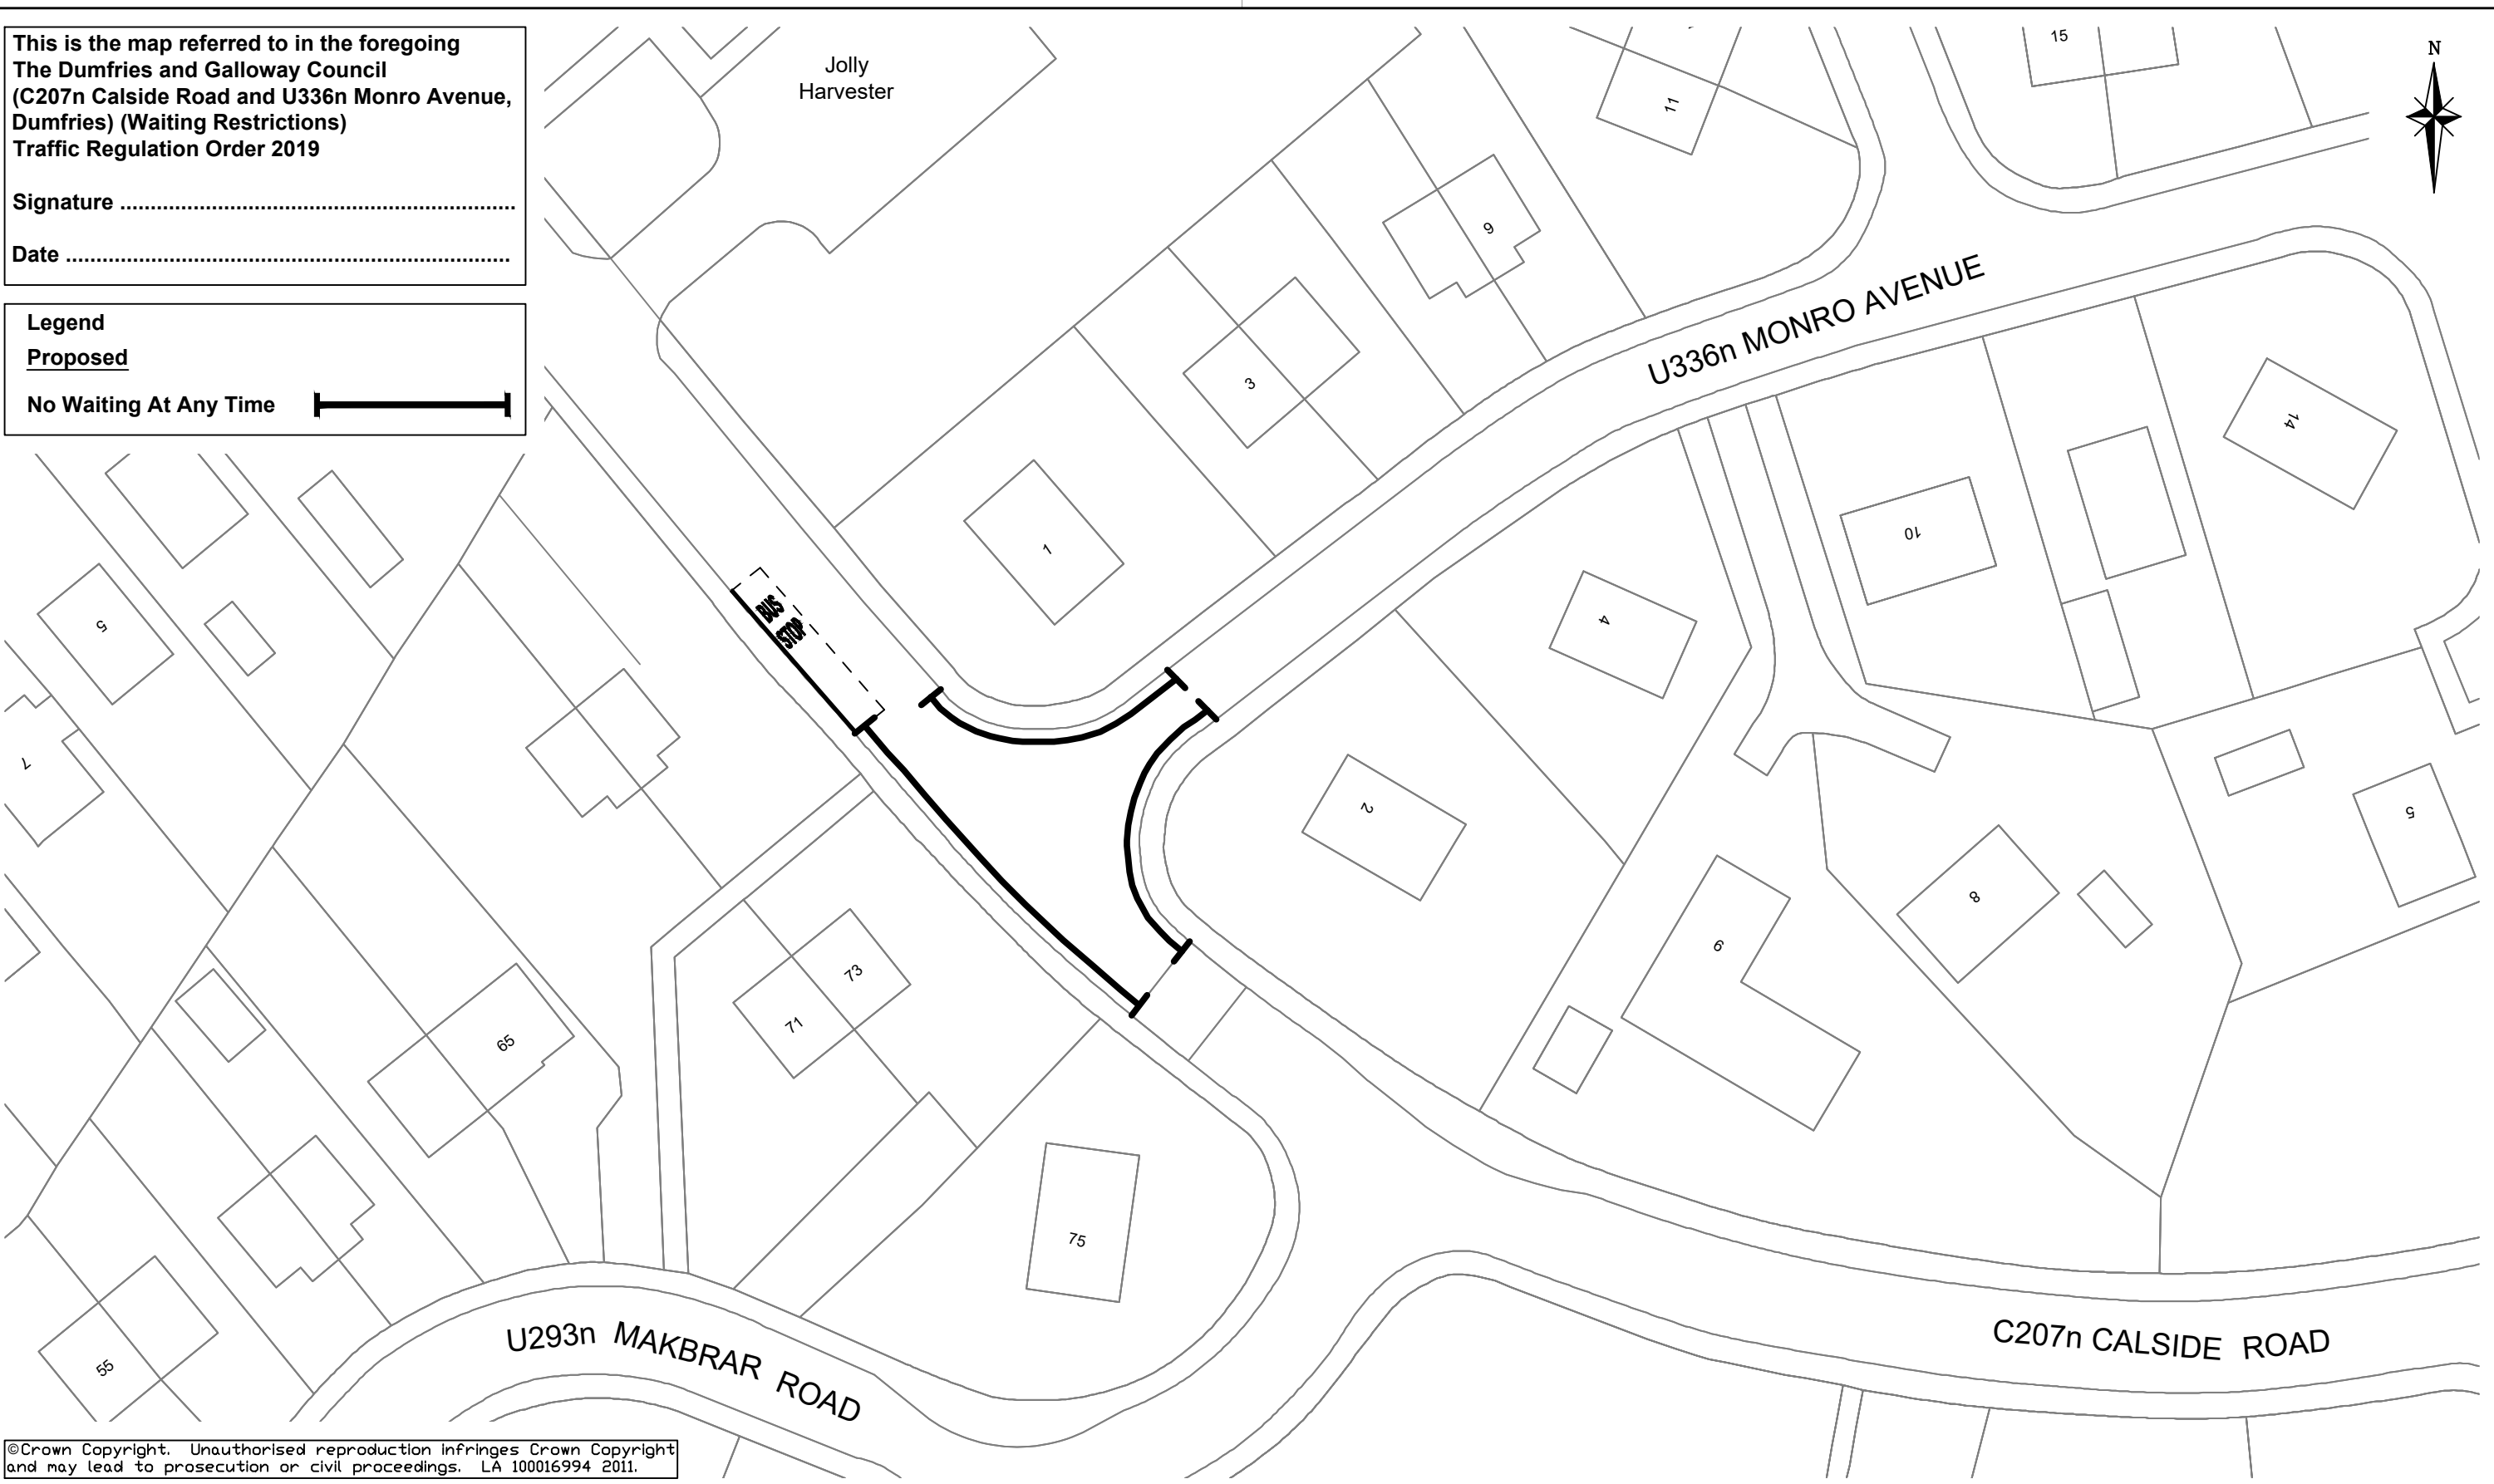 This is the map referred to in the foregoing
The Dumfries and Galloway Council
(C207n Calside Road and U336n Monro Avenue,
Dumfries) (Waiting Restrictions)
Traffic Regulation Order 2019
Signature ................................................................
Date ........................................................................
Legend
Proposed
No Waiting At Any Time
Jolly
Harvester
11
15
N
9
3
1
U336n MONRO AVENUE
14
10
4
2
BUS
STOP
5
7
5
8
6
73
71
65
75
55
U293n MAKBRAR ROAD
C207n CALSIDE ROAD
©Crown Copyright. Unauthorised reproduction infringes Crown Copyright
and may lead to prosecution or civil proceedings. LA 100016994 2011.